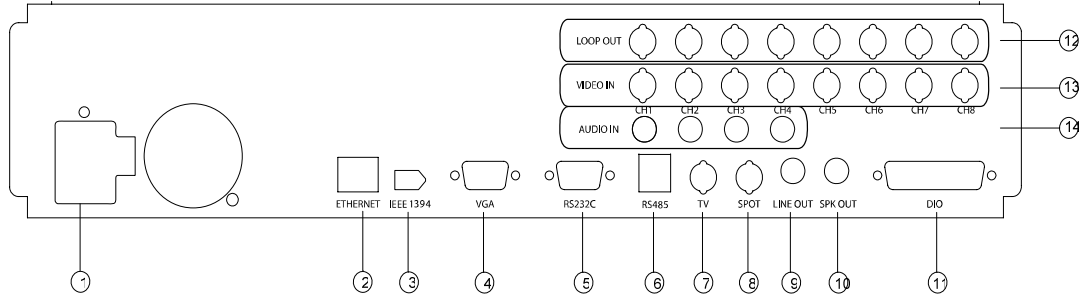 LOOP OUT
12
VIDEO IN
13
CH1 CH2 CH3 CH4 CH5 CH6 CH7 CH8
AUDIO IN
14
ETHERNET IEEE 1394 VGA RS232C RS485 TV SPOT LINE OUT SPK OUT DIO
1 2 3 4 5 6 7 8 9 10 11